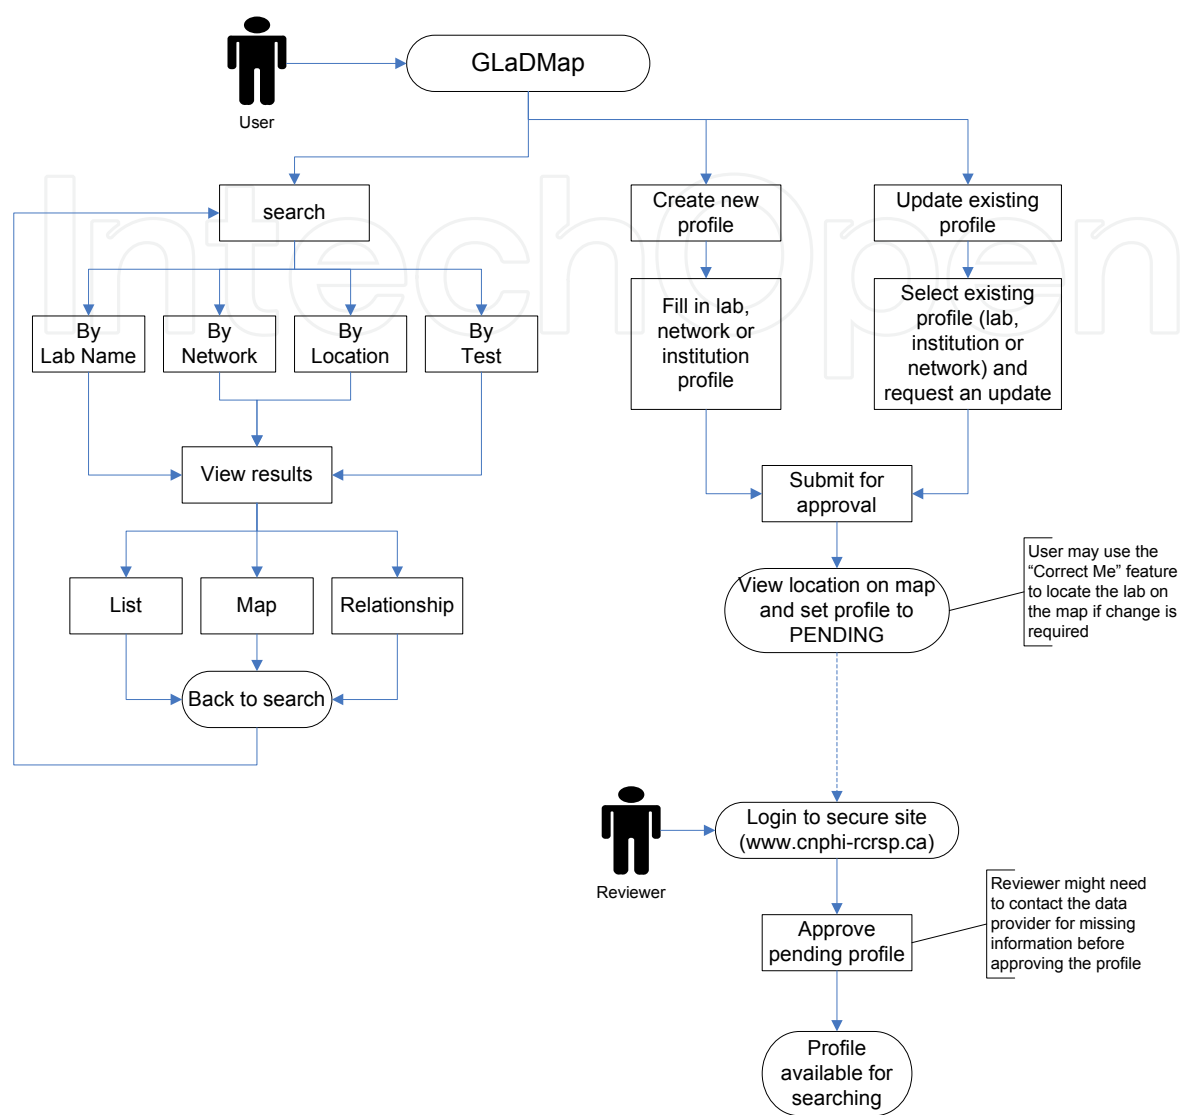 GLaDMap
User
search
Create new
profile
Update existing
profile
IntechOpen
By
Lab Name
By
Network
By
Location
By
Test
Fill in lab,
network or
institution
profile
Select existing
profile (lab,
institution or
network) and
request an update
View results
Submit for
approval
List
Map
Relationship
View location on map
and set profile to
PENDING
User may use the
“Correct Me” feature
to locate the lab on
the map if change is
required
Back to search
Reviewer
Login to secure site
(www.cnphi-rcrsp.ca)
Approve
pending profile
Reviewer might need
to contact the data
provider for missing
information before
approving the profile
Profile
available for
searching